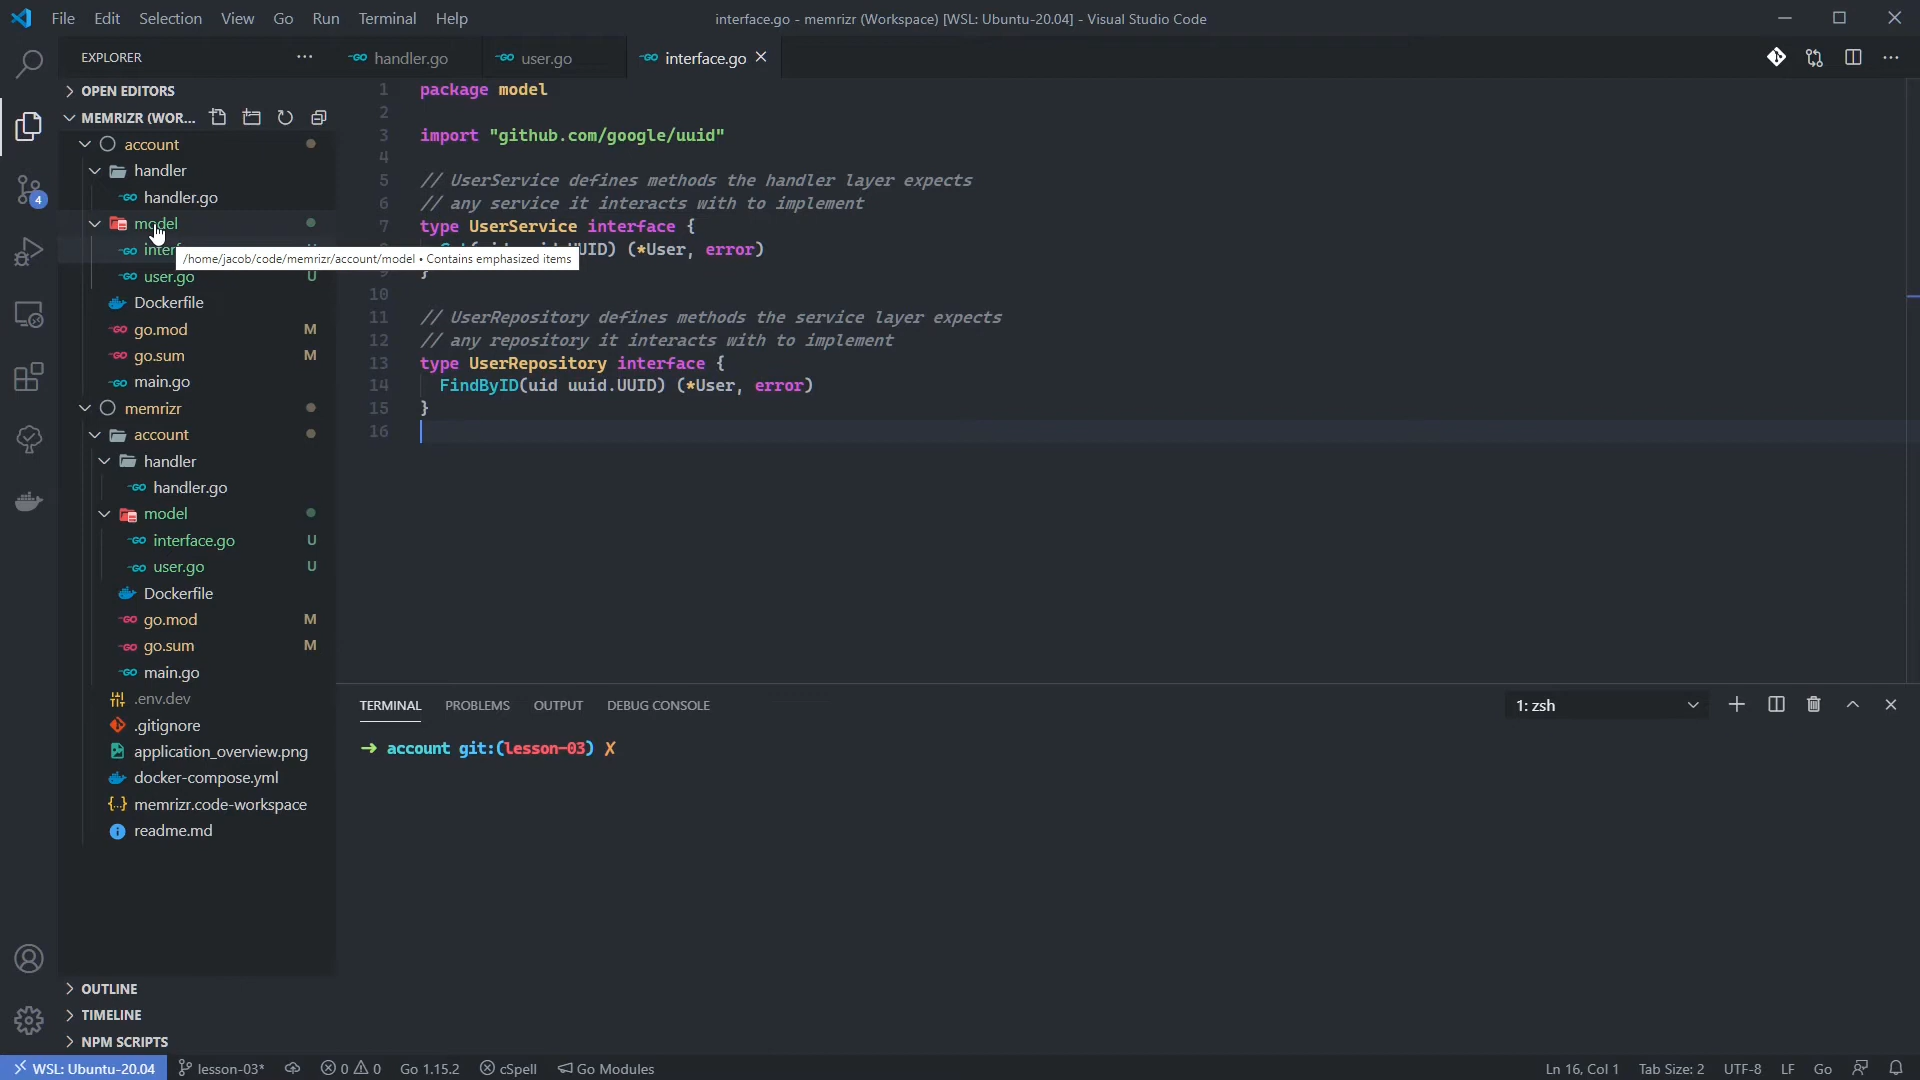 File Edit Selection View Go Run Terminal Help
interface.go - memrizr (Workspace) [WSL: Ubuntu-20.04] - Visual Studio Code
EXPLORER
handler.go
user.go
interface.go
OPEN EDITORS
MEMRIZR (WOR...
account
handler
handler.go
model
/home/jacob/code/memrizr/account/model • Contains emphasized items
user.go U
Dockerfile
go.mod M
go.sum M
main.go
memrizr
account
handler
handler.go
model
interface.go U
user.go U
Dockerfile
go.mod M
go.sum M
main.go
.env.dev
.gitignore
application_overview.png
docker-compose.yml
memrizr.code-workspace
readme.md
OUTLINE
TIMELINE
NPM SCRIPTS
4
1 package model
2
3 import "github.com/google/uuid"
4
5 // UserService defines methods the handler layer expects
6 // any service it interacts with to implement
7 type UserService interface {
(*User, error)
10
11 // UserRepository defines methods the service layer expects
12 // any repository it interacts with to implement
13 type UserRepository interface {
14 FindByID(uid uuid.UUID) (*User, error)
15 }
16
TERMINAL PROBLEMS OUTPUT DEBUG CONSOLE
1: zsh
→ account git:(lesson-03) ✗
WSL: Ubuntu-20.04 lesson-03* 0 0 Go 1.15.2 cSpell Go Modules
Ln 16, Col 1 Tab Size: 2 UTF-8 LF Go